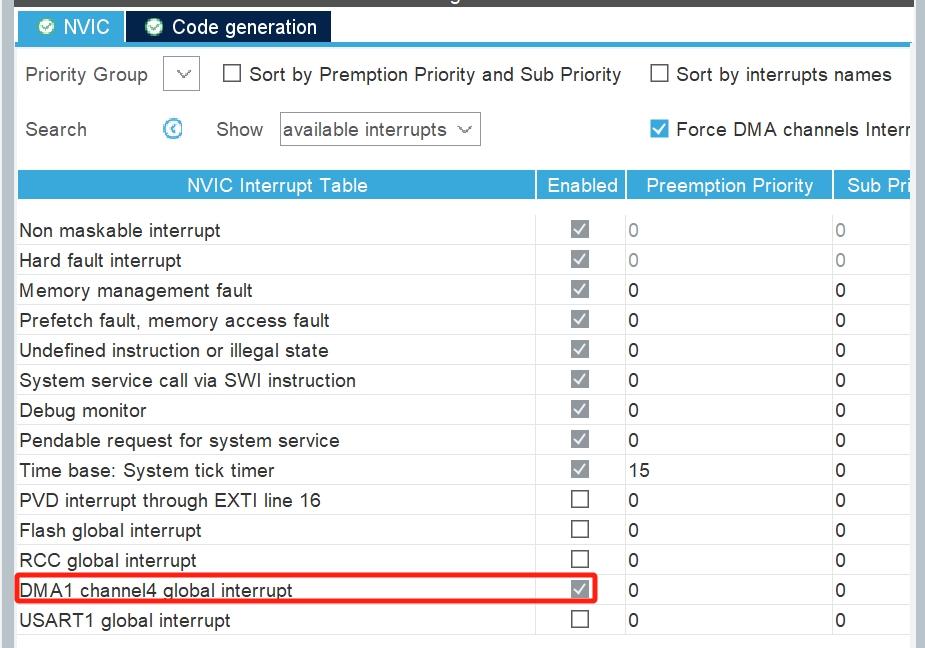 NVIC Code generation
Priority Group Sort by Premption Priority and Sub Priority Sort by interrupts names
Search Show available interrupts Force DMA channels Interr
NVIC Interrupt Table Enabled Preemption Priority Sub Pri
Non maskable interrupt 0 0
Hard fault interrupt 0 0
Memory management fault 0 0
Prefetch fault, memory access fault 0 0
Undefined instruction or illegal state 0 0
System service call via SWI instruction 0 0
Debug monitor 0 0
Pendable request for system service 0 0
Time base: System tick timer 15 0
PVD interrupt through EXTI line 16 0 0
Flash global interrupt 0 0
RCC global interrupt 0 0
DMA1 channel4 global interrupt 0 0
USART1 global interrupt 0 0